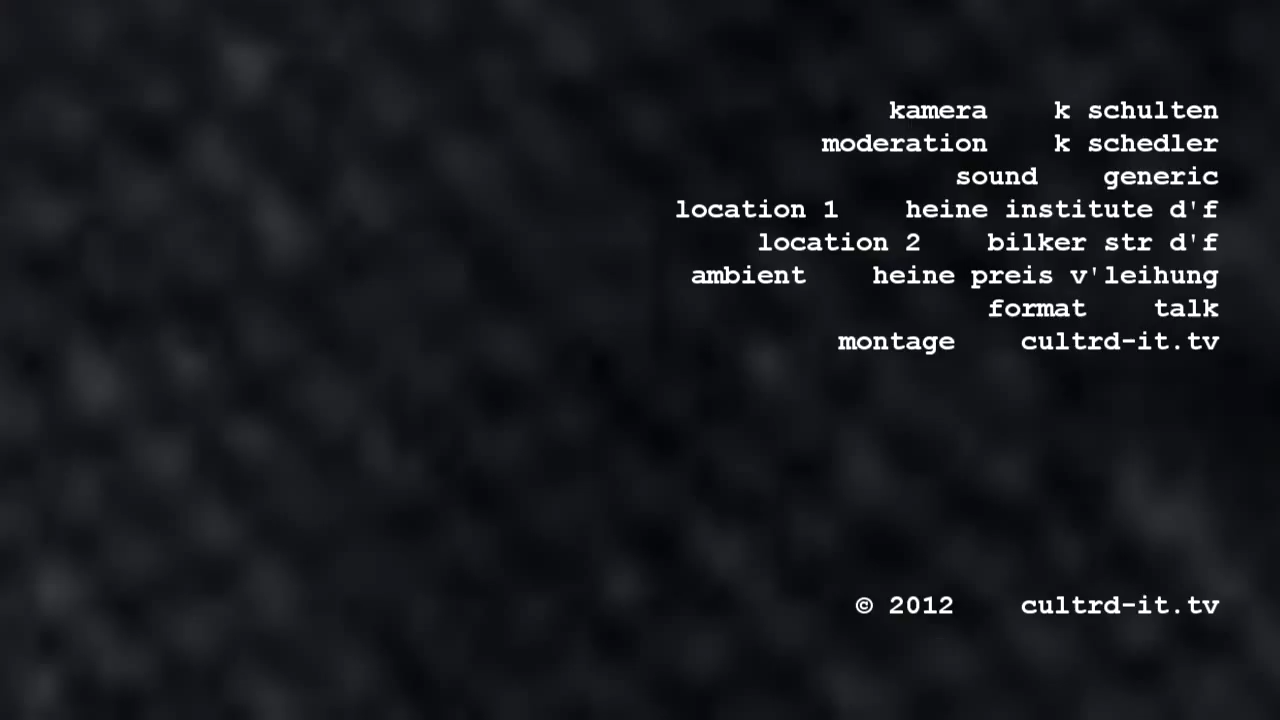 kamera    k schulten
moderation    k schedler
sound    generic
location 1    heine institute d'f
location 2    bilker str d'f
ambient    heine preis v'leihung
format    talk
montage    cultrd-it.tv
© 2012    cultrd-it.tv